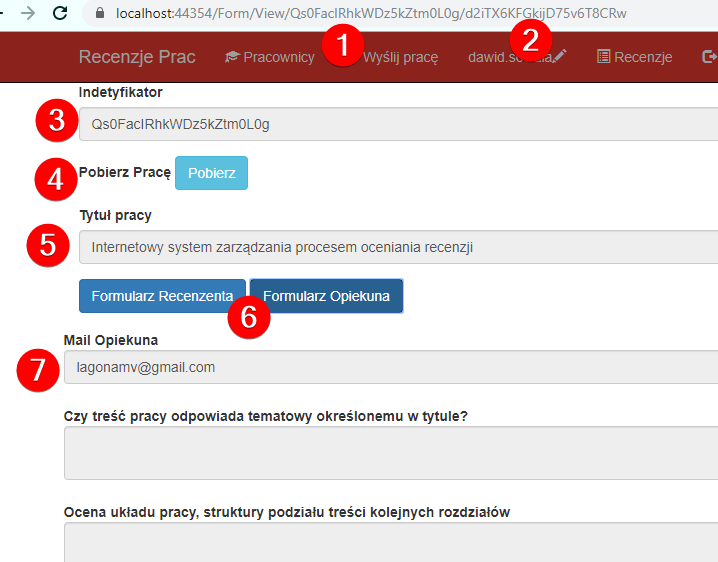 localhost:44354/Form/View/Qs0FacIRhkWDz5kZtm0L0g/d2iTX6KFGkijD75v6T8CRw
Recenzje Prac Pracownicy 1 Wyślij pracę 2 Recenzje
Indetyfikator
3 Qs0FacIRhkWDz5kZtm0L0g
4 Pobierz Pracę Pobierz
Tytuł pracy
5 Internetowy system zarządzania procesem oceniania recenzji
Formularz Recenzenta 6 Formularz Opiekuna
Mail Opiekuna
7 lagonamv@gmail.com
Czy treść pracy odpowiada tematowy określonemu w tytule?
Ocena układu pracy, struktury podziału treści kolejnych rozdziałów